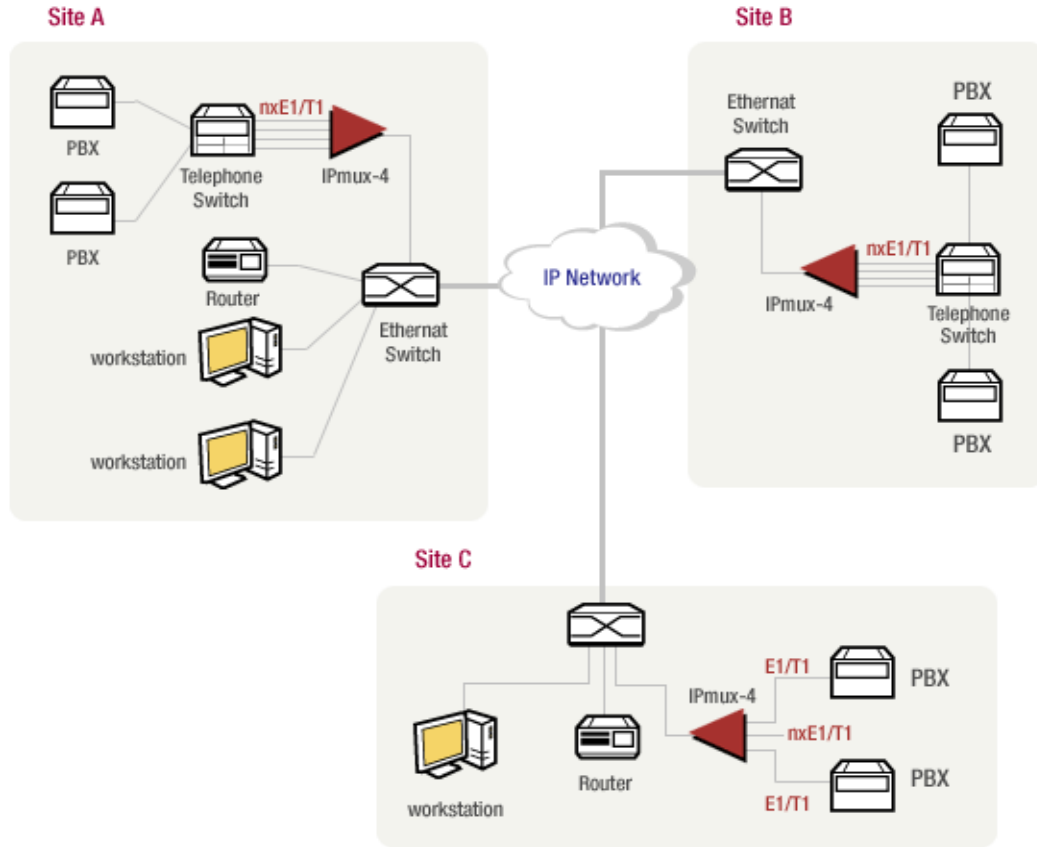 Site A
PBX
PBX
nxE1/T1
Telephone
Switch
IPmux-4
Router
workstation
workstation
Ethernat
Switch
IP Network
Site B
Ethernat
Switch
PBX
nxE1/T1
IPmux-4
Telephone
Switch
PBX
Site C
workstation
Router
IPmux-4
E1/T1
PBX
nxE1/T1
E1/T1
PBX